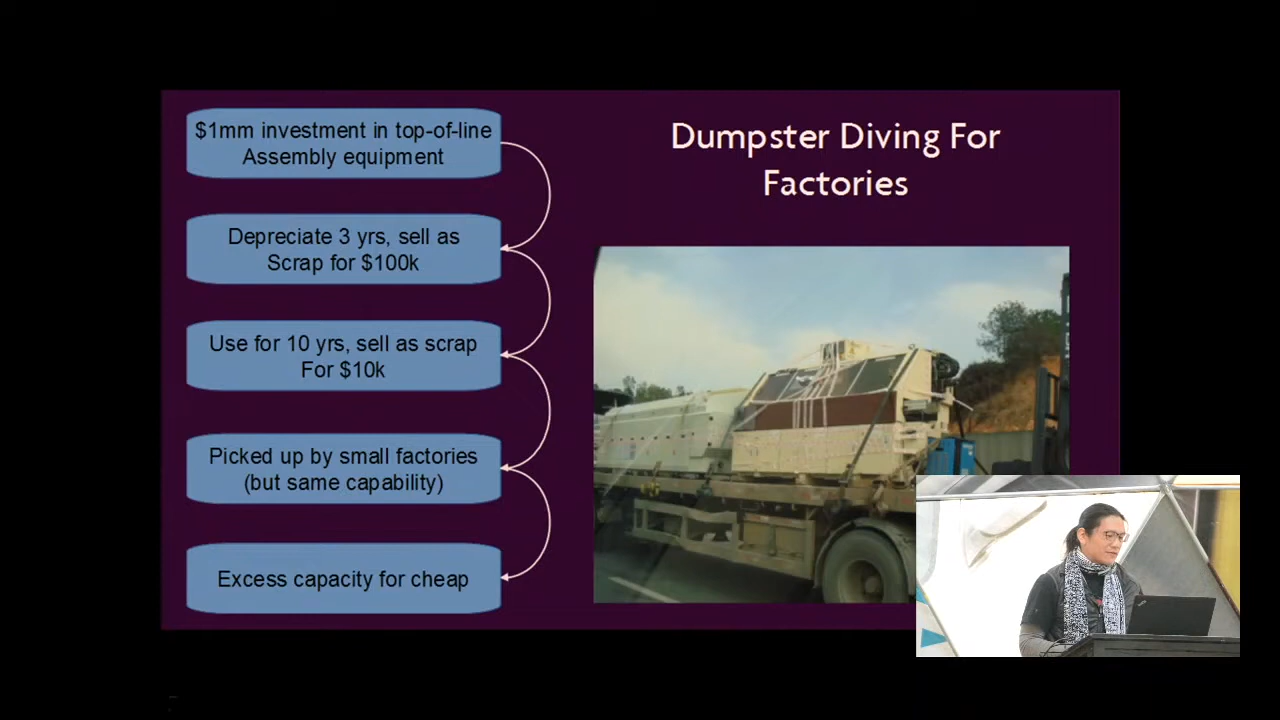 Dumpster Diving For
Factories
$1mm investment in top-of-line
Assembly equipment
Depreciate 3 yrs, sell as
Scrap for $100k
Use for 10 yrs, sell as scrap
For $10k
Picked up by small factories
(but same capability)
Excess capacity for cheap